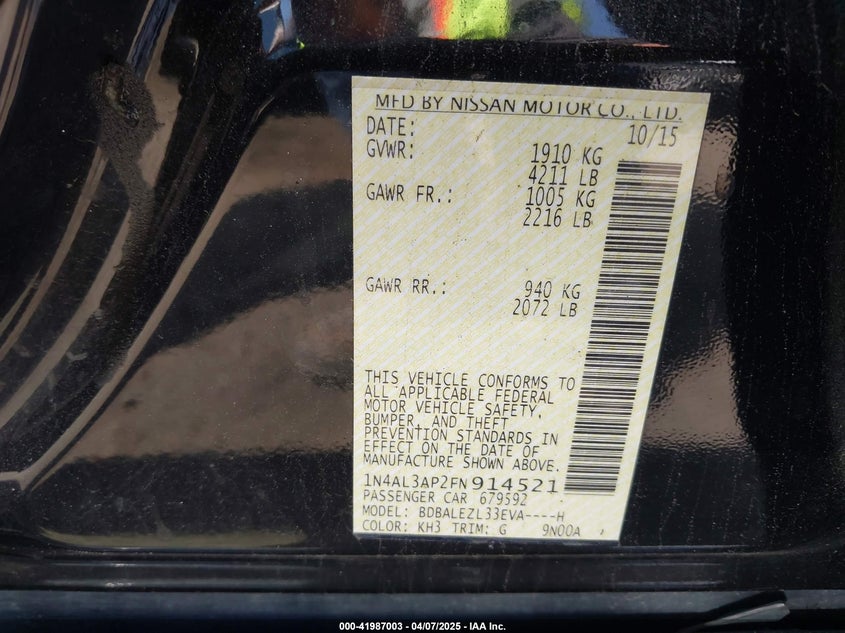 MFD BY NISSAN MOTOR CO., LTD.
DATE: 10/15
GVWR: 1910 KG
4211 LB
GAWR FR.: 1005 KG
2216 LB
GAWR RR.: 940 KG
2072 LB
THIS VEHICLE CONFORMS TO
ALL APPLICABLE FEDERAL
MOTOR VEHICLE SAFETY,
BUMPER, AND THEFT
PREVENTION STANDARDS IN
EFFECT ON THE DATE OF
MANUFACTURE SHOWN ABOVE.
1N4AL3AP2FN914521
PASSENGER CAR 679592
MODEL: BDBALEZL33EVA----H
COLOR: KH3 TRIM: G 9N00A
000-41987003 - 04/07/2025 - IAA Inc.